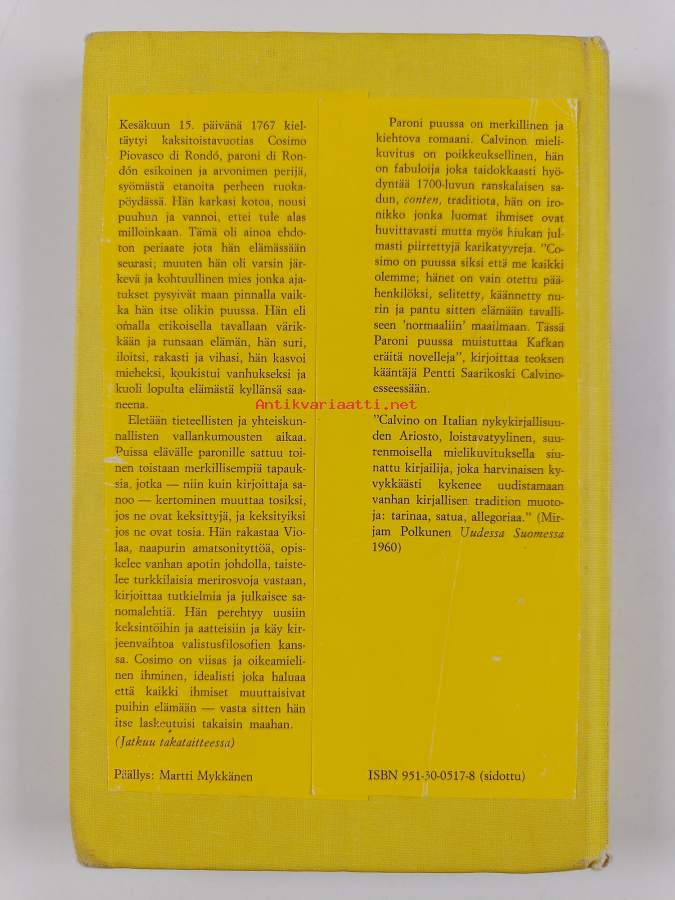 Kesäkuun 15. päivänä 1767 kiel-
täytyi kaksitoistavuotias Cosimo
Piovasco di Rondó, paroni di Ron-
dón esikoinen ja arvonimen perijä,
syömästä etanoita perheen ruoka-
pöydässä. Hän karkasi kotoa, nousi
puuhun ja vannoi, ettei tule alas
milloinkaan. Tämä oli ainoa ehdo-
ton periaate jota hän elämässään
seurasi; muuten hän oli varsin jär-
kevä ja kohtuullinen mies jonka aja-
tukset pysyivät maan pinnalla vaik-
ka hän itse olikin puissa. Hän eli
omalla erikoisella tavallaan värik-
kään ja runsaan elämän, hän suri,
iloitsi, rakasti ja vihasi, hän kasvoi
mieheksi, koukistui vanhukseksi ja
kuoli lopulta elämästä kyllänsä saa-
neena.
Eletään tieteellisten ja yhteiskun-
nallisten vallankumousten aikaa.
Puissa elävälle paronille sattuu toi-
nen toistaan merkillisempiä tapauk-
sia, jotka — niin kuin kirjoittaja sa-
noo — kertominen muuttaa tosiksi,
jos ne ovat keksittyjä, ja keksityiksi
jos ne ovat tosia. Hän rakastaa Vio-
laa, naapurin amatsonityttöä, opis-
kelee vanhan apotin johdolla, taiste-
lee turkkilaisia merirosvoja vastaan,
kirjoittaa tutkielmia ja julkaisee sa-
nomalehtiä. Hän perehtyy uusiin
keksintöihin ja aatteisiin ja käy kir-
jeenvaihtoa valistusfilosofien kans-
sa. Cosimo on viisas ja oikeamieli-
nen ihminen, idealisti joka haluaa
että kaikki ihmiset muuttaisivat
puihin elämään — vasta sitten hän
itse laskeutuisi takaisin maahan.
(Jatkuu takataitteessa)
Päällys: Martti Mykkänen
Paroni puussa on merkillinen ja
kiehtova romaani. Calvinon mieli-
kuvitus on poikkeuksellinen, hän
on fabuloija joka taidokkaasti hyö-
dyntää 1700-luvun ranskalaisen sa-
dun, conten, traditiota, hän on iro-
nikko jonka luomat ihmiset ovat
huvittavasti mutta myös hiukan jul-
masti piirrettyjä karikatyyreja. ”Co-
simo on puussa siksi että me kaikki
olemme; hänet on vain otettu pää-
henkilöksi, selitetty, käännetty nu-
rin ja pantu sitten elämään tavalli-
seen 'normaaliin' maailmaan. Tässä
Paroni puussa muistuttaa Kafkan
eräitä novelleja”, kirjoittaa teoksen
kääntäjä Pentti Saarikoski Calvino-
esseessään.
”Calvino on Italian nykykirjallisuu-
den Ariosto, loistavatyylinen, suu-
renmoisella mielikuvituksella siu-
nattu kirjailija, joka harvinaisen ky-
vykkäästi kykenee uudistamaan
vanhan kirjallisen tradition muoto-
ja: tarinaa, satua, allegoriaa.” (Mir-
jam Polkunen Uudessa Suomessa
1960)
ISBN 951-30-0517-8 (sidottu)
Antikvariaatti.net